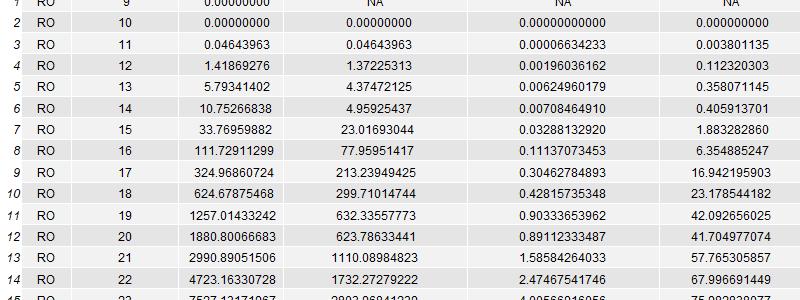 1 RO 9 0.00000000 NA NA NA
2 RO 10 0.00000000 0.00000000 0.00000000000 0.000000000
3 RO 11 0.04643963 0.04643963 0.00006634233 0.003801135
4 RO 12 1.41869276 1.37225313 0.00196036162 0.112320303
5 RO 13 5.79341402 4.37472125 0.00624960179 0.358071145
6 RO 14 10.75266838 4.95925437 0.00708464910 0.405913701
7 RO 15 33.76959882 23.01693044 0.03288132920 1.883282860
8 RO 16 111.72911299 77.95951417 0.11137073453 6.354885247
9 RO 17 324.96860724 213.23949425 0.30462784893 16.942195903
10 RO 18 624.67875468 299.71014744 0.42815735348 23.178544182
11 RO 19 1257.01433242 632.33557773 0.90333653962 42.092656025
12 RO 20 1880.80066683 623.78633441 0.89112333487 41.704977074
13 RO 21 2990.89051506 1110.08984823 1.58584264033 57.765305857
14 RO 22 4723.16330728 1732.27279222 2.47467541746 67.996691449
15 RO 23